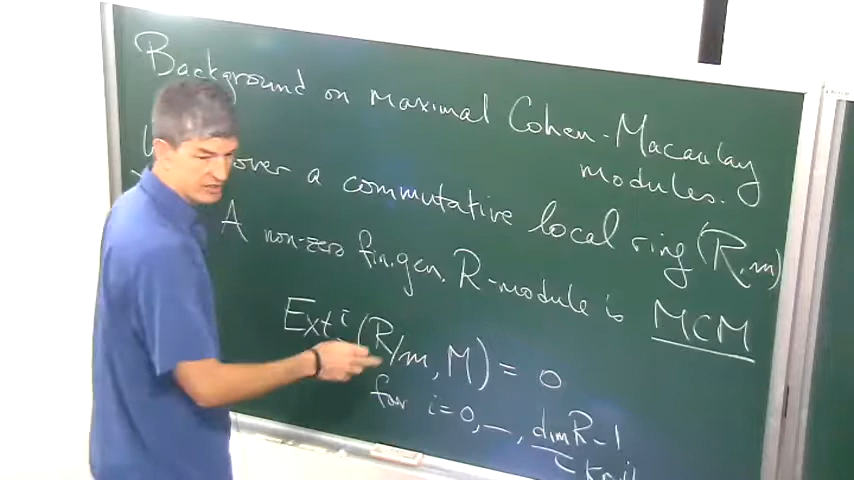 Background on maximal Cohen-Macaulay
modules.
over a commutative local ring (R,m)
A non-zero fin.gen. R-module is MCM
Ext^i (R/m, M) = 0
for i=0,—, dim R - 1